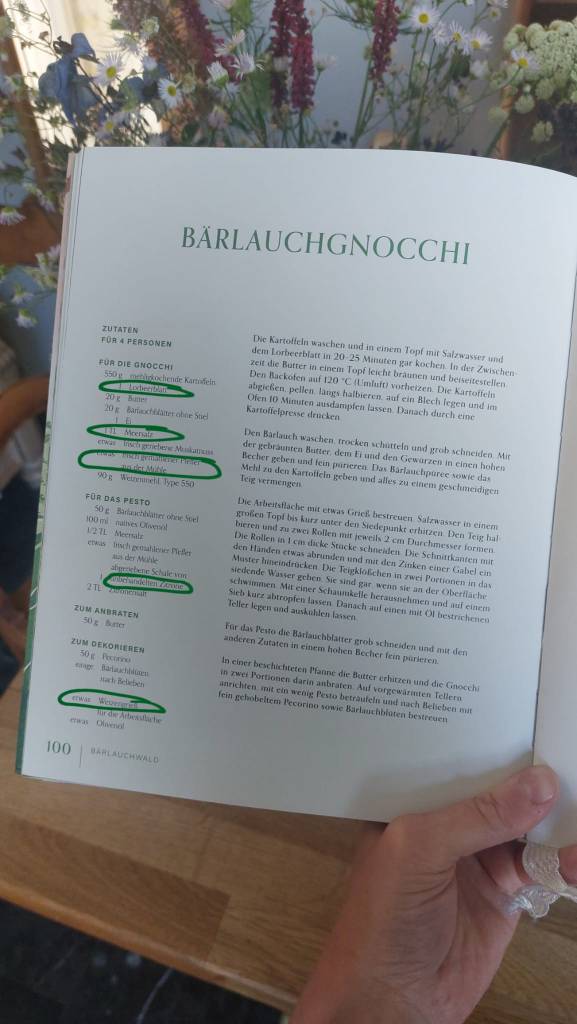 BÄRLAUCHGNOCCHI
ZUTATEN
FÜR 4 PERSONEN
FÜR DIE GNOCCHI
550 g mehligkochende Kartoffeln
1 Lorbeerblatt
20 g Butter
20 g Bärlauchblätter ohne Stiel
1 Ei
1 TL Meersalz
etwas frisch geriebene Muskatnuss
etwas frisch gemahlener Pfeffer
aus der Mühle
90 g Weizenmehl, Type 550
FÜR DAS PESTO
50 g Bärlauchblätter ohne Stiel
100 ml natives Olivenöl
1/2 TL Meersalz
etwas frisch gemahlener Pfeffer
aus der Mühle
abgeriebene Schale von
unbehandelten Zitrone
2 TL Zitronensaft
ZUM ANBRATEN
50 g Butter
ZUM DEKORIEREN
50 g Pecorino
einige Bärlauchblüten
nach Belieben
etwas Weizengrieß
für die Arbeitsfläche
etwas Olivenöl
Die Kartoffeln waschen und in einem Topf mit Salzwasser und
dem Lorbeerblatt in 20–25 Minuten gar kochen. In der Zwischen-
zeit die Butter in einem Topf leicht bräunen und beiseitestellen.
Den Backofen auf 120 °C (Umluft) vorheizen. Die Kartoffeln
abgießen, pellen, längs halbieren, auf ein Blech legen und im
Ofen 10 Minuten ausdampfen lassen. Danach durch eine
Kartoffelpresse drücken.
Den Bärlauch waschen, trocken schütteln und grob schneiden. Mit
der gebräunten Butter, dem Ei und den Gewürzen in einen hohen
Becher geben und fein pürieren. Das Bärlauchpüree sowie das
Mehl zu den Kartoffeln geben und alles zu einem geschmeidigen
Teig vermengen.
Die Arbeitsfläche mit etwas Grieß bestreuen. Salzwasser in einem
großen Topf bis kurz unter den Siedepunkt erhitzen. Den Teig hal-
bieren und zu zwei Rollen mit jeweils 2 cm Durchmesser formen.
Die Rollen in 1 cm dicke Stücke schneiden. Die Schnittkanten mit
den Händen etwas abrunden und mit den Zinken einer Gabel ein
Muster hineindrücken. Die Teigklößchen in zwei Portionen in das
siedende Wasser geben. Sie sind gar, wenn sie an der Oberfläche
schwimmen. Mit einer Schaumkelle herausnehmen und auf einem
Sieb kurz abtropfen lassen. Danach auf einen mit Öl bestrichenen
Teller legen und auskühlen lassen.
Für das Pesto die Bärlauchblätter grob schneiden und mit den
anderen Zutaten in einem hohen Becher fein pürieren.
In einer beschichteten Pfanne die Butter erhitzen und die Gnocchi
in zwei Portionen darin anbraten. Auf vorgewärmten Tellern
anrichten, mit ein wenig Pesto beträufeln und nach Belieben mit
fein gehobeltem Pecorino sowie Bärlauchblüten bestreuen.
100 BÄRLAUCHWALD